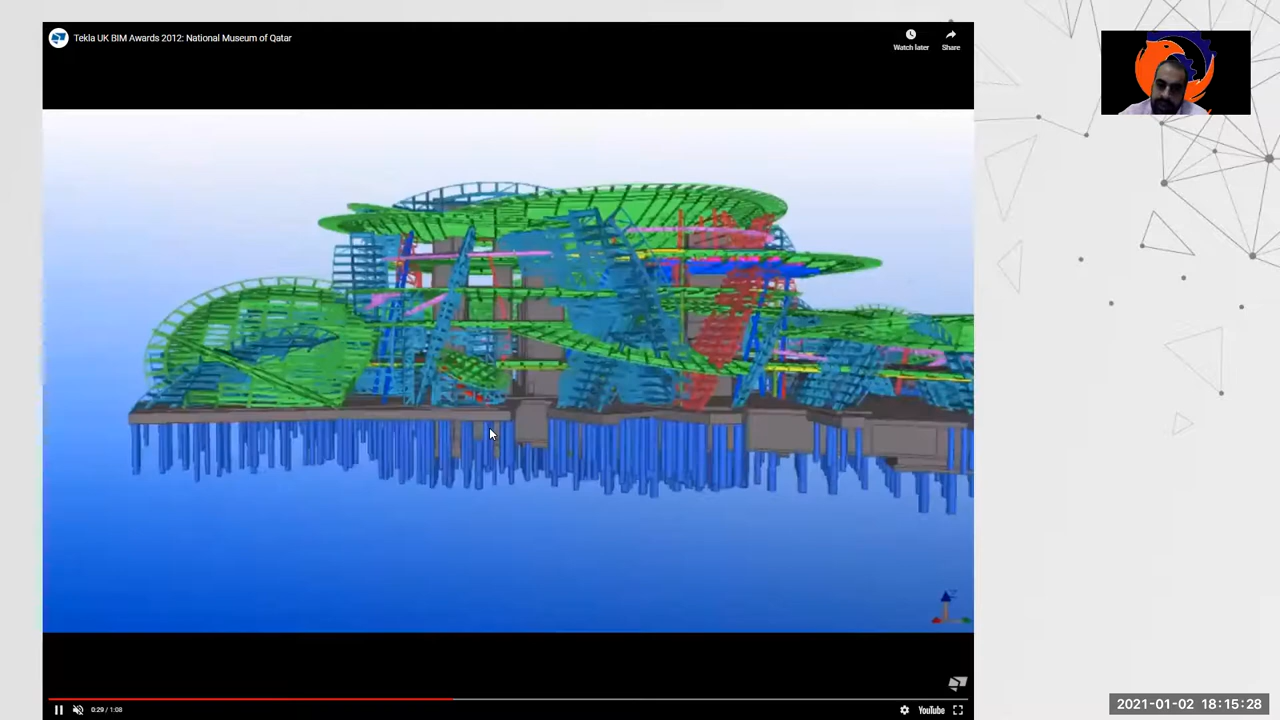 Tekla UK BIM Awards 2012: National Museum of Qatar
Watch later
Share
Z
0:29 / 1:08
YouTube
2021-01-02 18:15:28